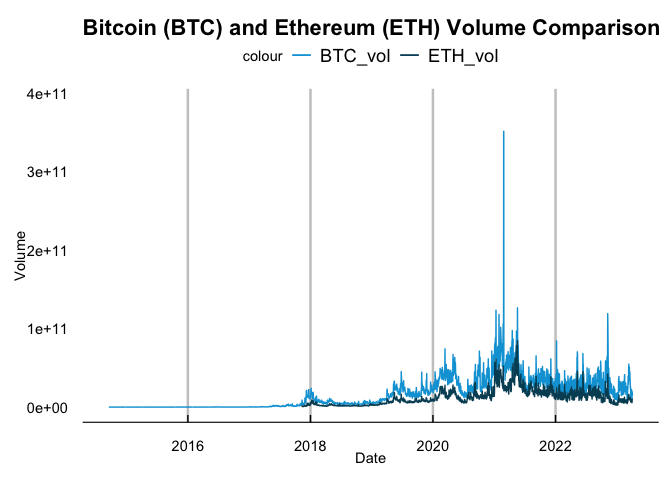 Bitcoin (BTC) and Ethereum (ETH) Volume Comparison
colour BTC_vol ETH_vol
4e+11
3e+11
2e+11
1e+11
0e+00
Volume
2016 2018 2020 2022
Date